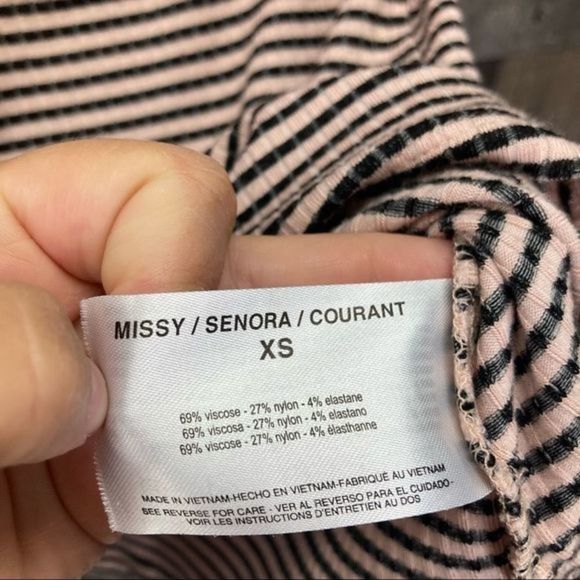 MISSY / SENORA / COURANT
XS
69% viscose - 27% nylon - 4% elastane
69% viscosa - 27% nylon - 4% elastano
69% viscose - 27% nylon - 4% élasthanne
MADE IN VIETNAM-HECHO EN VIETNAM-FABRIQUÉ AU VIETNAM
SEE REVERSE FOR CARE - VER AL REVERSO PARA EL CUIDADO-
VOIR LES INSTRUCTIONS D'ENTRETIEN AU DOS